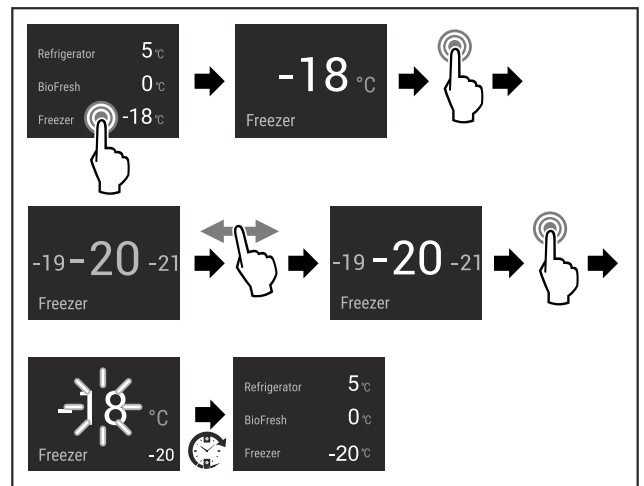 Refrigerator 5 °C
BioFresh 0 °C
Freezer -18 °C
-18 °C
Freezer
-19 -20 -21
Freezer
-19 -20 -21
Freezer
-18 °C
Freezer -20
Refrigerator 5 °C
BioFresh 0 °C
Freezer -20 °C